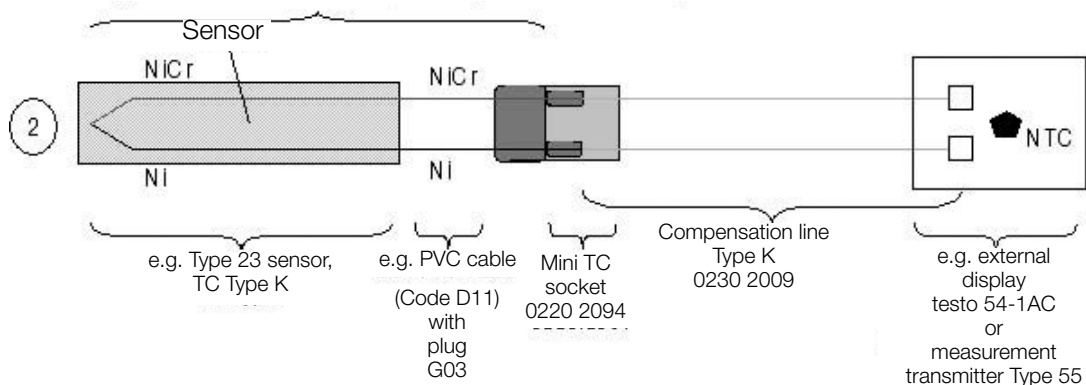 Sensor
NiCr
NiCr
2
NTC
Ni
Ni
e.g. Type 23 sensor,
TC Type K
e.g. PVC cable
(Code D11)
with
plug
G03
Mini TC
socket
0220 2094
Compensation line
Type K
0230 2009
e.g. external
display
testo 54-1AC
or
measurement
transmitter Type 55